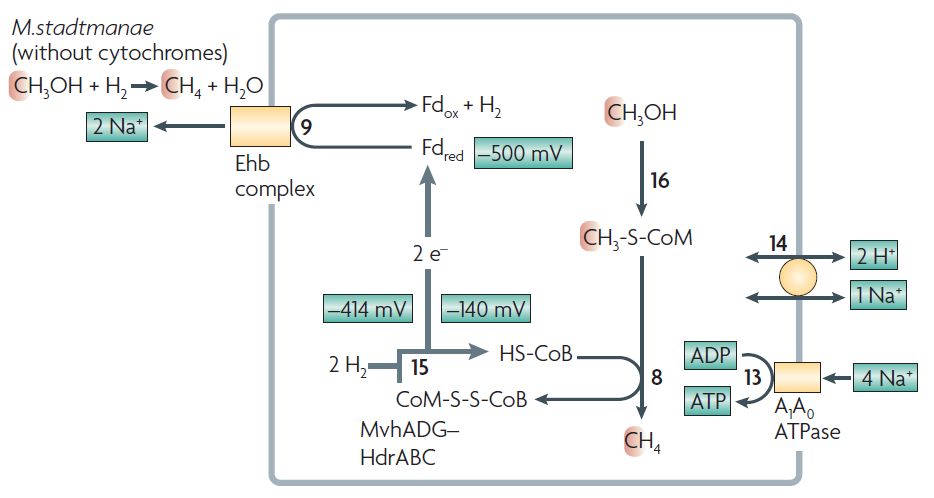 M.stadtmanae
(without cytochromes)
CH₃OH + H₂ → CH₄ + H₂O
2 Na⁺
9
Ehb
complex
Fdox + H₂
Fdred
–500 mV
2 e⁻
–414 mV
–140 mV
2 H₂
15
HS-CoB
CoM-S-S-CoB
MvhADG–
HdrABC
CH₃OH
16
CH₃-S-CoM
8
CH₄
14
2 H⁺
1 Na⁺
ADP
13
ATP
4 Na⁺
A₁A₀
ATPase